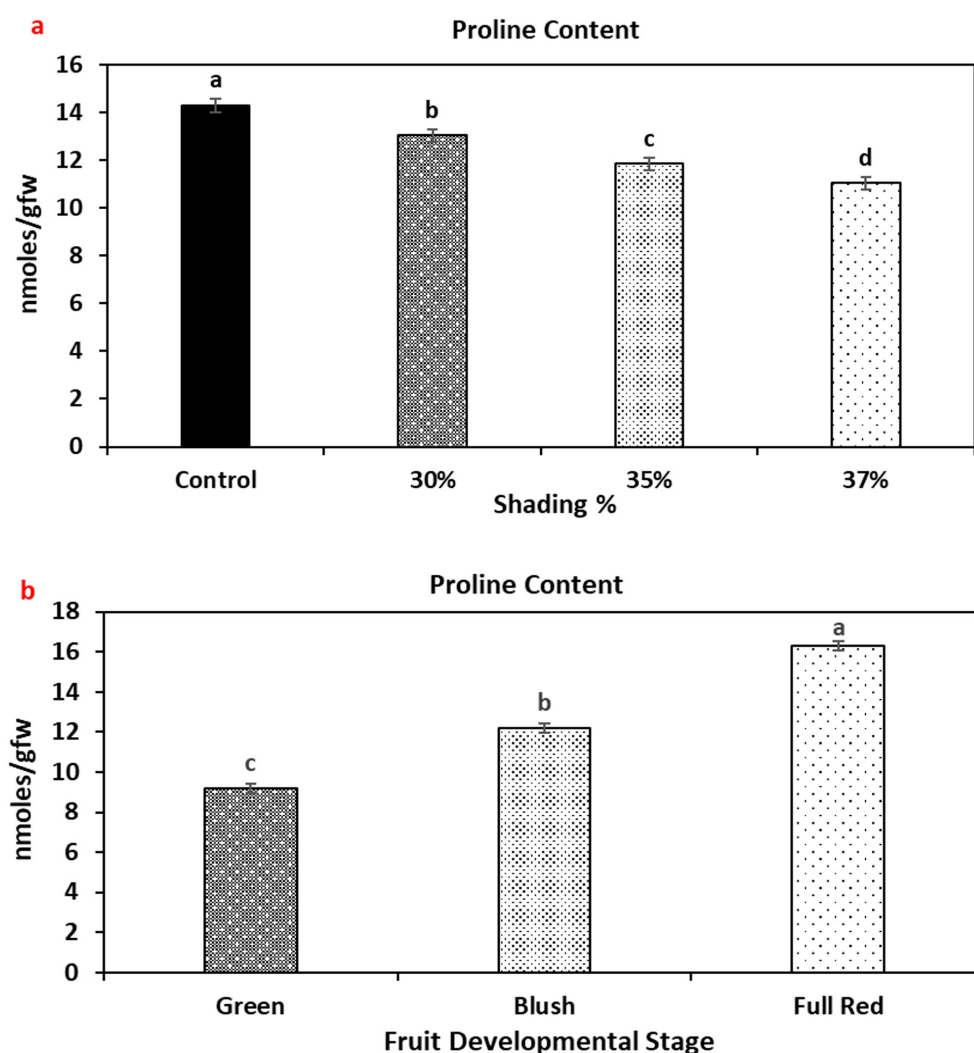 a
Proline Content
16
14
12
10
8
6
4
2
0
nmoles/gfw
a
b
c
d
Control 30% 35% 37%
Shading %
b
Proline Content
18
16
14
12
10
8
6
4
2
0
nmoles/gfw
c
b
a
Green Blush Full Red
Fruit Developmental Stage